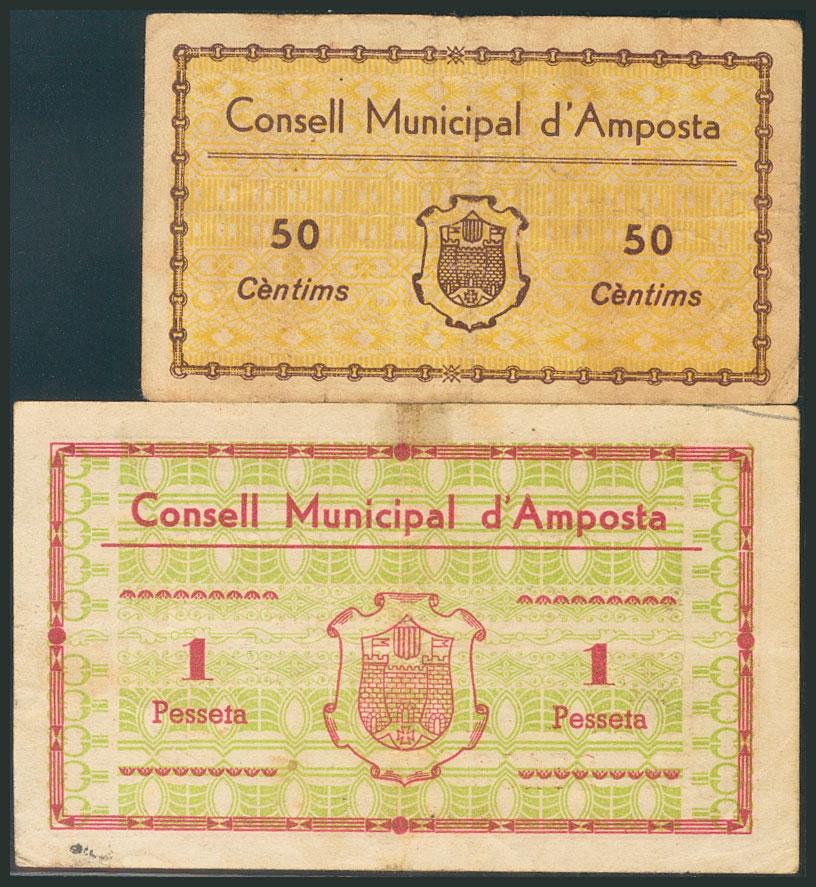 Consell Municipal d'Amposta
50 50
Cèntims Cèntims
Consell Municipal d'Amposta
1 1
Pesseta Pesseta